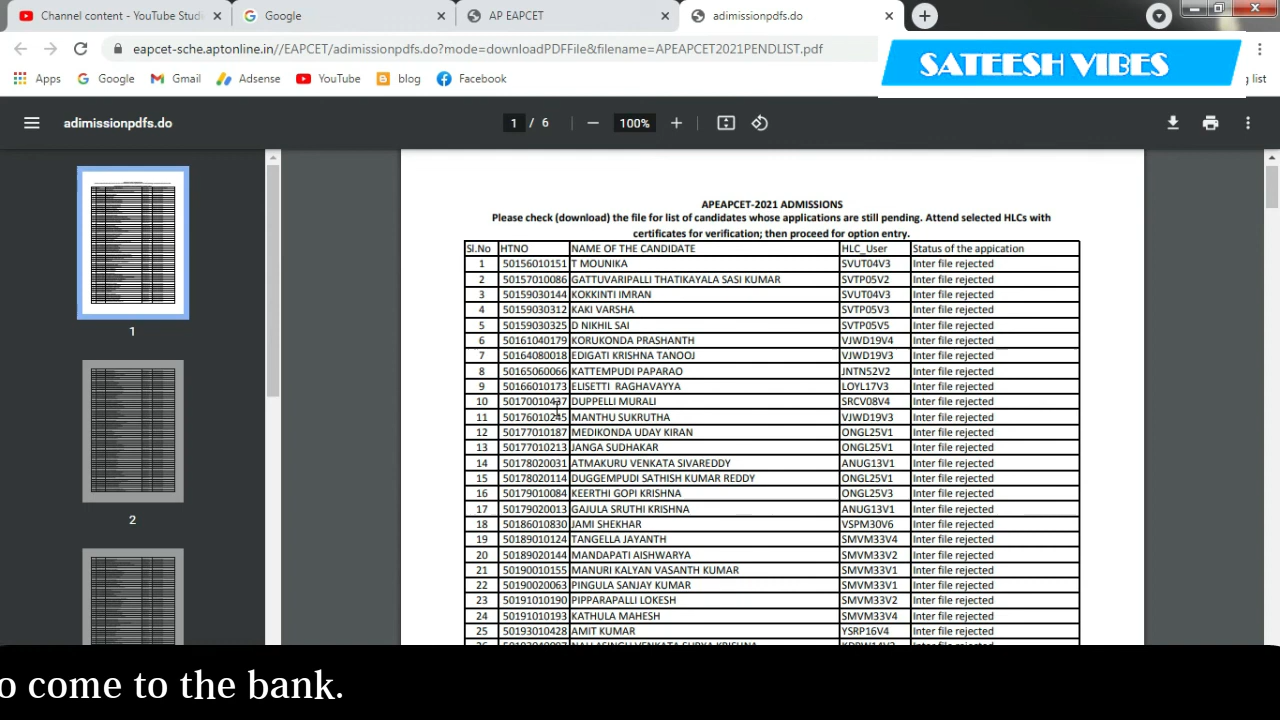 Channel content - YouTube Studi
Google
AP EAPCET
adimissionpdfs.do
eapcet-sche.aptonline.in//EAPCET/adimissionpdfs.do?mode=downloadPDFFile&filename=APEAPCET2021PENDLIST.pdf
SATEESH VIBES
Apps Google Gmail Adsense YouTube blog Facebook
g list
adimissionpdfs.do
1 / 6
100%
1
2
APEAPCET-2021 ADMISSIONS
Please check (download) the file for list of candidates whose applications are still pending. Attend selected HLCs with
certificates for verification; then proceed for option entry.
Sl.No HTNO NAME OF THE CANDIDATE HLC_User Status of the appication
1 50156010151 T MOUNIKA SVUT04V3 Inter file rejected
2 50157010086 GATTUVARIPALLI THATIKAYALA SASI KUMAR SVTP05V2 Inter file rejected
3 50159030144 KOKKINTI IMRAN SVUT04V3 Inter file rejected
4 50159030312 KAKI VARSHA SVTP05V3 Inter file rejected
5 50159030325 D NIKHIL SAI SVTP05V5 Inter file rejected
6 50161040179 KORUKONDA PRASHANTH VJWD19V4 Inter file rejected
7 50164080018 EDIGATI KRISHNA TANOOJ VJWD19V3 Inter file rejected
8 50165060066 KATTEMPUDI PAPARAO JNTN52V2 Inter file rejected
9 50166010173 ELISETTI RAGHAVAYYA LOYL17V3 Inter file rejected
10 50170010437 DUPPELLI MURALI SRCV08V4 Inter file rejected
11 50176010245 MANTHU SUKRUTHA VJWD19V3 Inter file rejected
12 50177010187 MEDIKONDA UDAY KIRAN ONGL25V1 Inter file rejected
13 50177010213 JANGA SUDHAKAR ONGL25V1 Inter file rejected
14 50178020031 ATMAKURU VENKATA SIVAREDDY ANUG13V1 Inter file rejected
15 50178020114 DUGGEMPUDI SATHISH KUMAR REDDY ONGL25V1 Inter file rejected
16 50179010084 KEERTHI GOPI KRISHNA ONGL25V3 Inter file rejected
17 50179020013 GAJULA SRUTHI KRISHNA ANUG13V1 Inter file rejected
18 50186010830 JAMI SHEKHAR VSPM30V6 Inter file rejected
19 50189010124 TANGELLA JAYANTH SMVM33V4 Inter file rejected
20 50189020144 MANDAPATI AISHWARYA SMVM33V2 Inter file rejected
21 50190010155 MANURI KALYAN VASANTH KUMAR SMVM33V1 Inter file rejected
22 50190020063 PINGULA SANJAY KUMAR SMVM33V1 Inter file rejected
23 50191010190 PIPPARAPALLI LOKESH SMVM33V2 Inter file rejected
24 50191010193 KATHULA MAHESH SMVM33V4 Inter file rejected
25 50193010428 AMIT KUMAR YSRP16V4 Inter file rejected
o come to the bank.